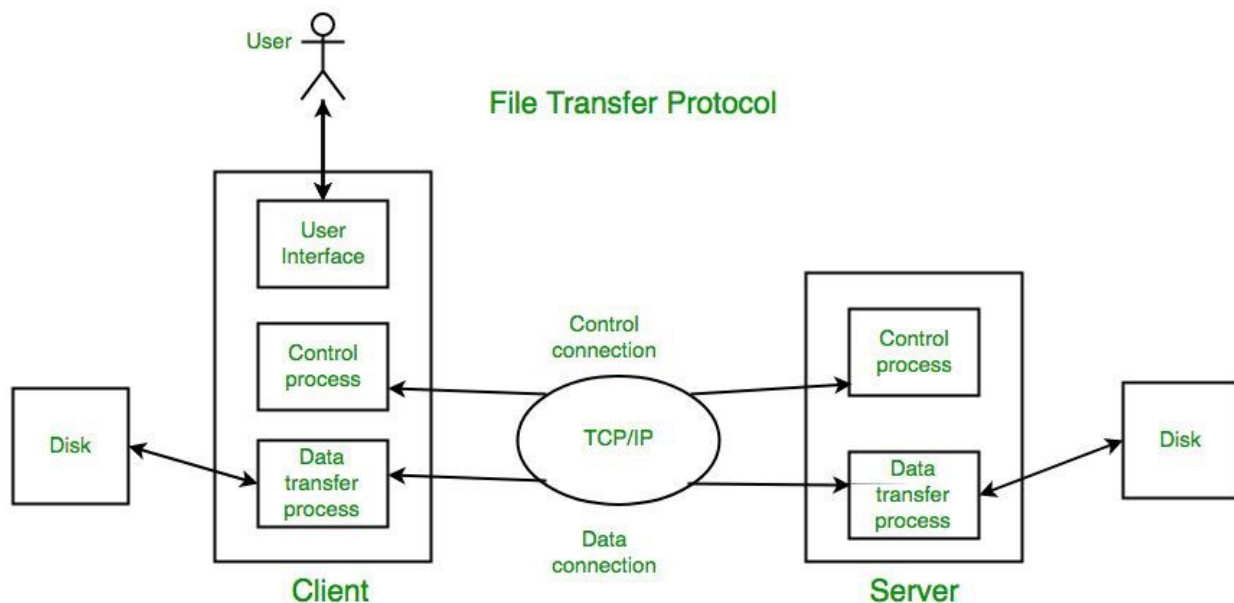 User
File Transfer Protocol
User
Interface
Control
process
Data
transfer
process
Client
Disk
Control
connection
TCP/IP
Data
connection
Control
process
Data
transfer
process
Server
Disk